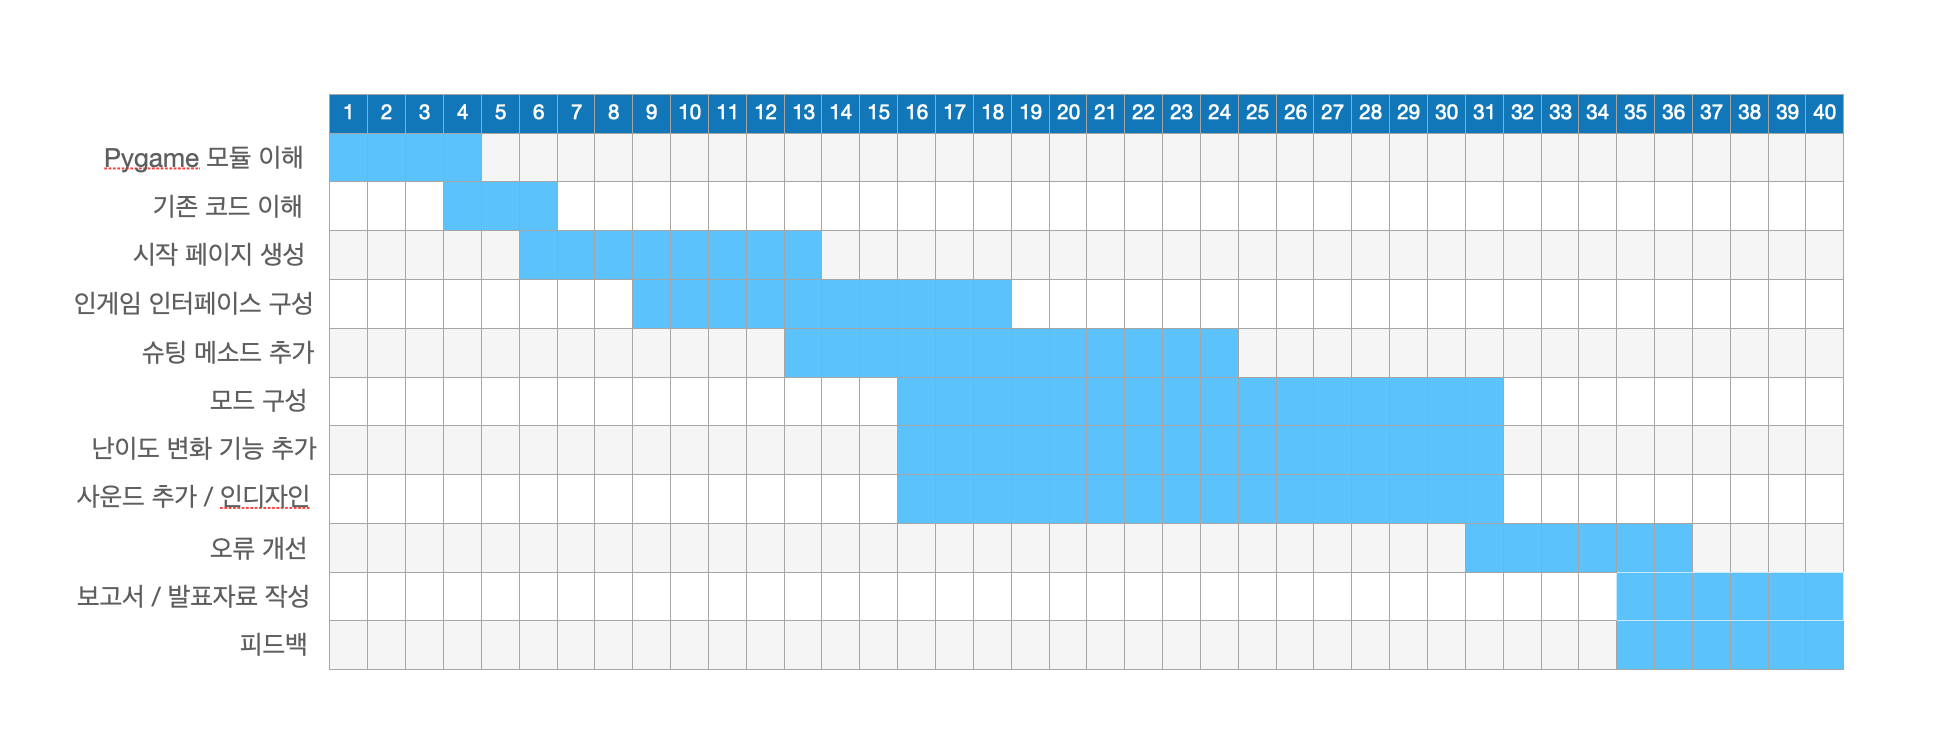 1 2 3 4 5 6 7 8 9 10 11 12 13 14 15 16 17 18 19 20 21 22 23 24 25 26 27 28 29 30 31 32 33 34 35 36 37 38 39 40
Pygame 모듈 이해
기존 코드 이해
시작 페이지 생성
인게임 인터페이스 구성
슈팅 메소드 추가
모드 구성
난이도 변화 기능 추가
사운드 추가 / 인디자인
오류 개선
보고서 / 발표자료 작성
피드백